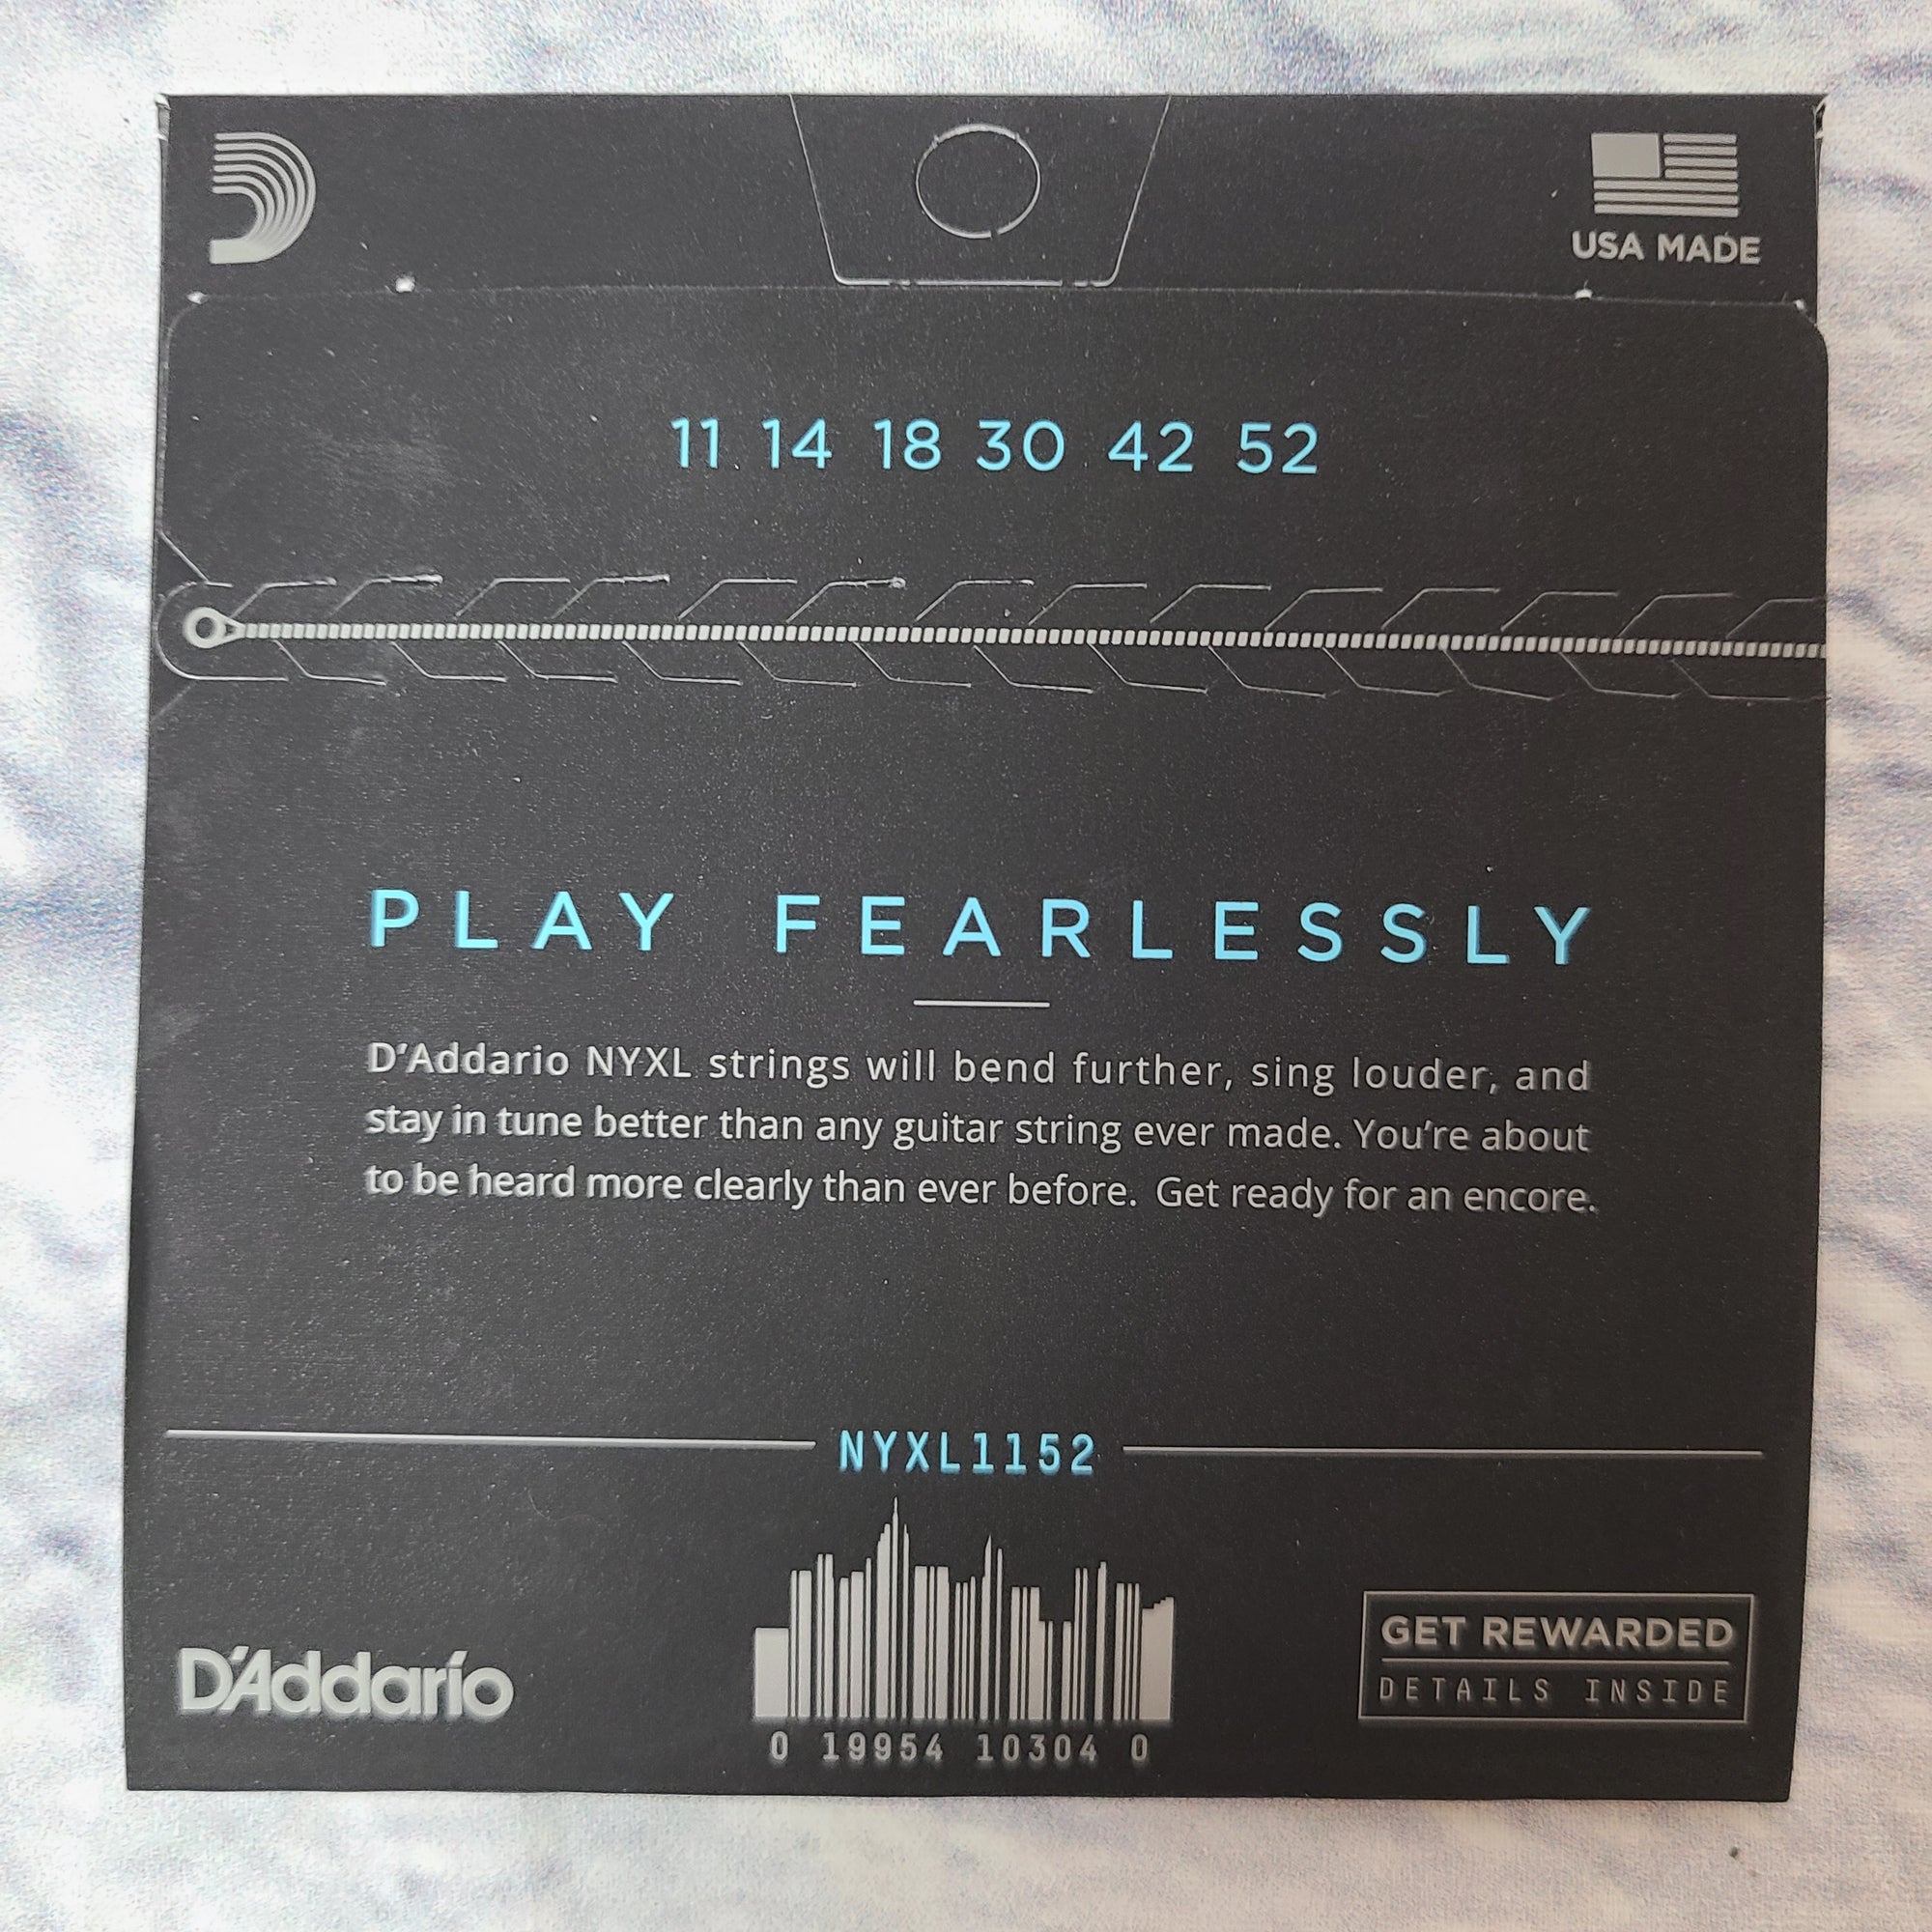 USA MADE
11 14 18 30 42 52
PLAY FEARLESSLY
D'Addario NYXL strings will bend further, sing louder, and
stay in tune better than any guitar string ever made. You're about
to be heard more clearly than ever before. Get ready for an encore.
NYXL1152
D'Addarío
0 19954 10304 0
GET REWARDED
DETAILS INSIDE